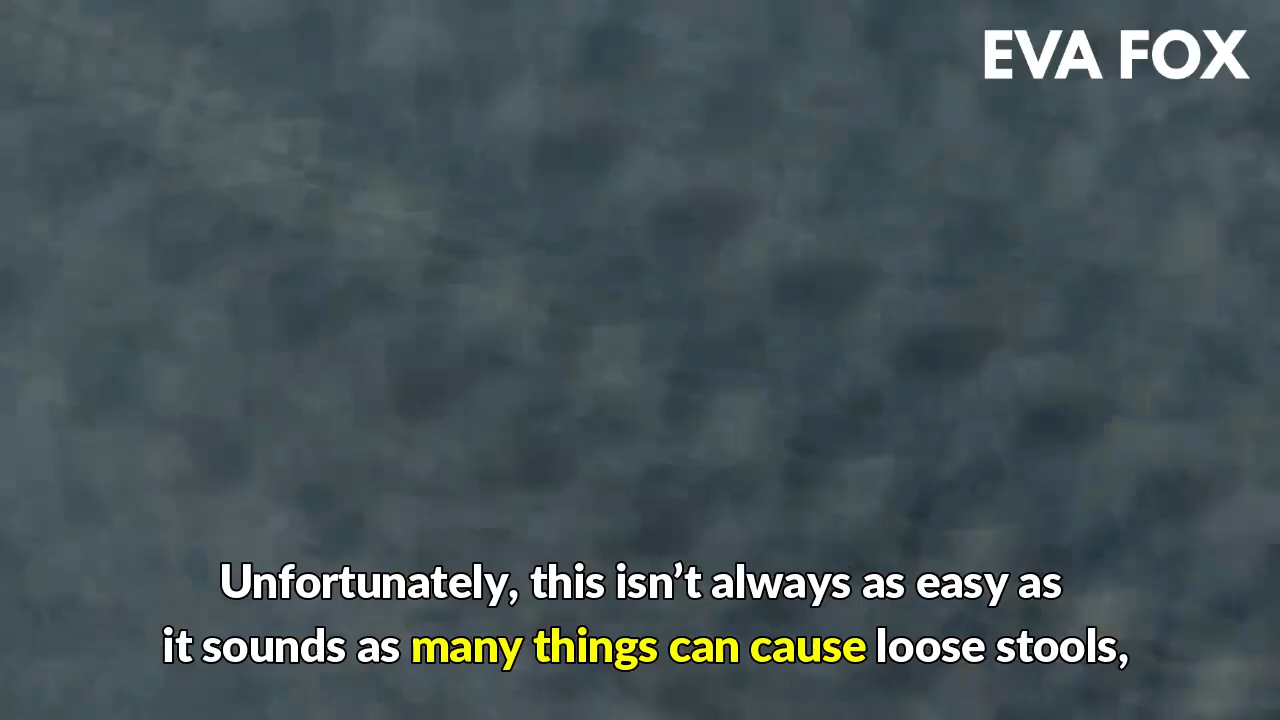 EVA FOX
Unfortunately, this isn’t always as easy as
it sounds as many things can cause loose stools,